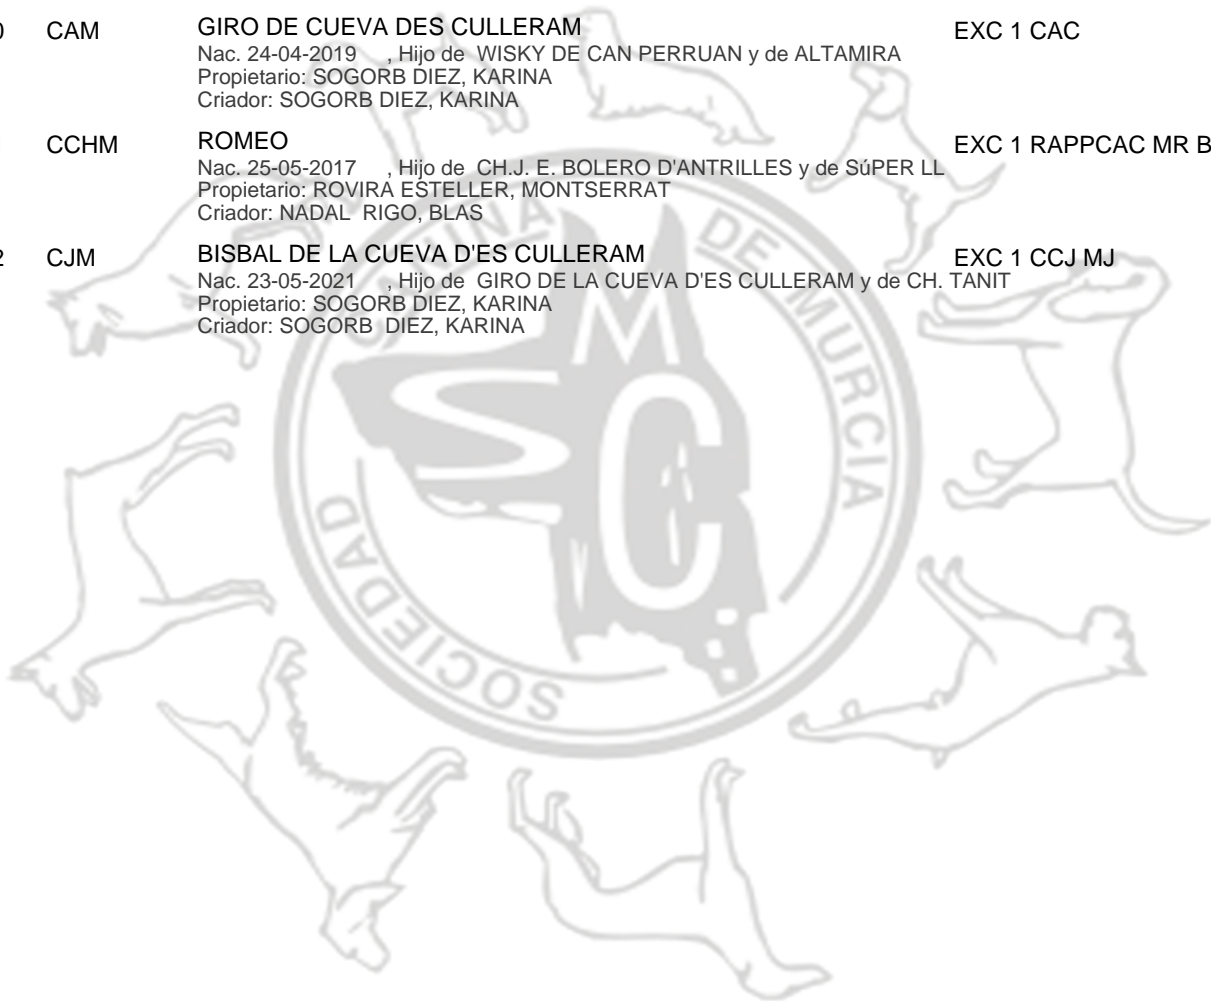 0 CAM GIRO DE CUEVA DES CULLERAM EXC 1 CAC
Nac. 24-04-2019 , Hijo de WISKY DE CAN PERRUAN y de ALTAMIRA
Propietario: SOGORB DIEZ, KARINA
Criador: SOGORB DIEZ, KARINA
CCHM ROMEO EXC 1 RAPPCAC MR B
Nac. 25-05-2017 , Hijo de CH.J. E. BOLERO D'ANTRILLES y de SúPER LL
Propietario: ROVIRA ESTELLER, MONTSERRAT
Criador: NADAL RIGO, BLAS
2 CJM BISBAL DE LA CUEVA D'ES CULLERAM EXC 1 CCJ MJ
Nac. 23-05-2021 , Hijo de GIRO DE LA CUEVA D'ES CULLERAM y de CH. TANIT
Propietario: SOGORB DIEZ, KARINA
Criador: SOGORB DIEZ, KARINA
SOCIEDAD CANINA DE MURCIA
S M C